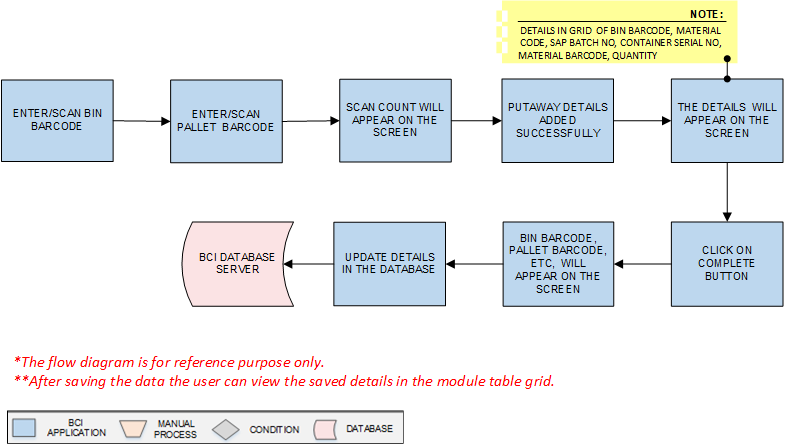 NOTE:
DETAILS IN GRID OF BIN BARCODE, MATERIAL
CODE, SAP BATCH NO, CONTAINER SERIAL NO,
MATERIAL BARCODE, QUANTITY
ENTER/SCAN BIN
BARCODE
ENTER/SCAN
PALLET BARCODE
SCAN COUNT WILL
APPEAR ON THE
SCREEN
PUTAWAY DETAILS
ADDED
SUCCESSFULLY
THE DETAILS WILL
APPEAR ON THE
SCREEN
BCI DATABASE
SERVER
UPDATE DETAILS
IN THE DATABASE
BIN BARCODE,
PALLET BARCODE,
ETC, WILL
APPEAR ON THE
SCREEN
CLICK ON
COMPLETE
BUTTON
*The flow diagram is for reference purpose only.
**After saving the data the user can view the saved details in the module table grid.
BCI
APPLICATION
MANUAL
PROCESS
CONDITION
DATABASE